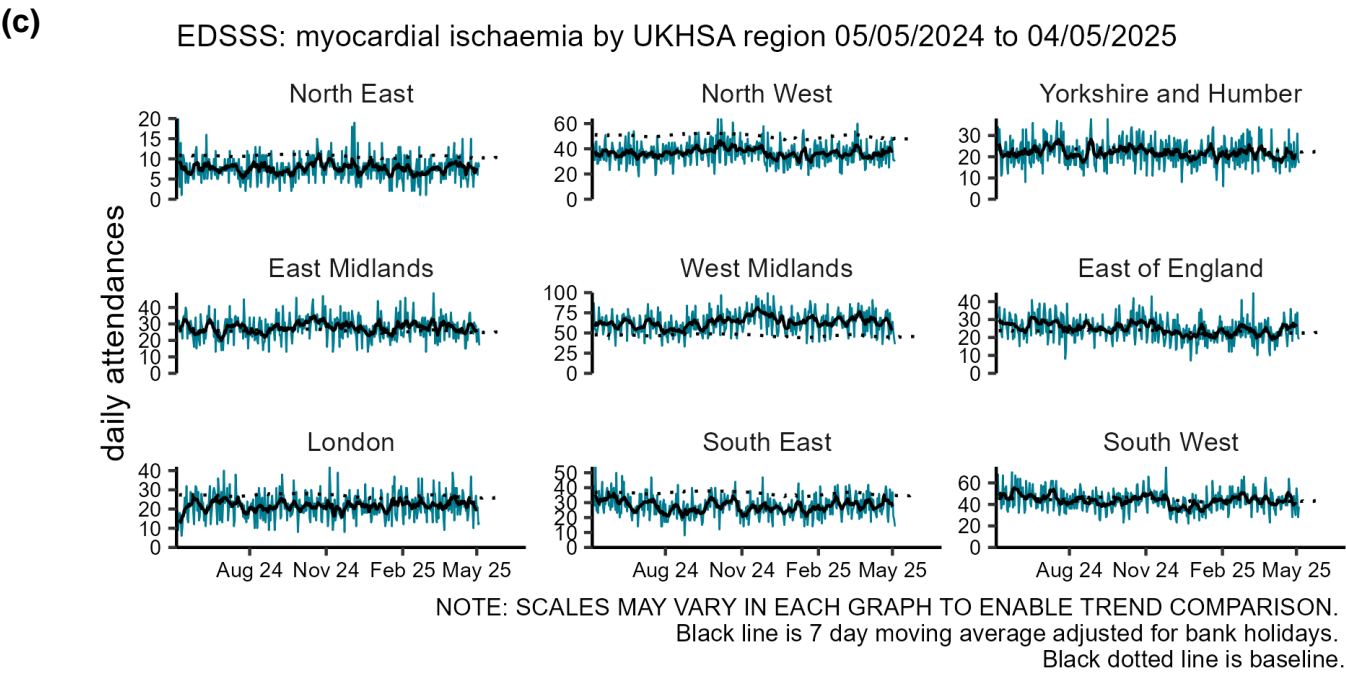 (c)
EDSSS: myocardial ischaemia by UKHSA region 05/05/2024 to 04/05/2025
daily attendances
North East
20
15
10
5
0
North West
60
40
20
0
Yorkshire and Humber
30
20
10
0
East Midlands
40
30
20
10
0
West Midlands
100
75
50
25
0
East of England
40
30
20
10
0
London
40
30
20
10
0
South East
50
40
30
20
10
0
South West
60
40
20
0
Aug 24 Nov 24 Feb 25 May 25
Aug 24 Nov 24 Feb 25 May 25
Aug 24 Nov 24 Feb 25 May 25
NOTE: SCALES MAY VARY IN EACH GRAPH TO ENABLE TREND COMPARISON.
Black line is 7 day moving average adjusted for bank holidays.
Black dotted line is baseline.